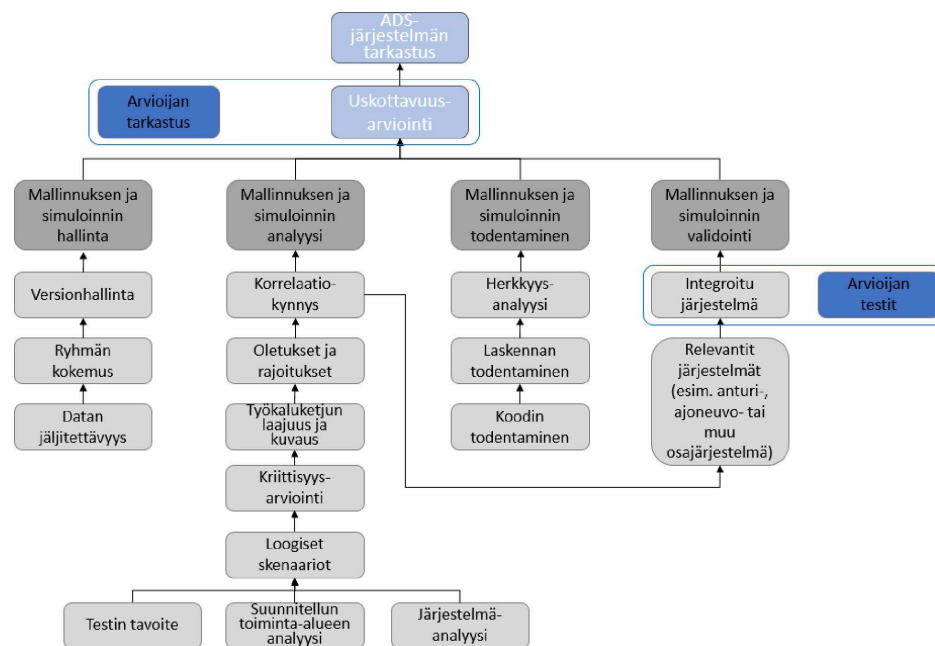 ADS-
järjestelmän
tarkastus
Arvioijan
tarkastus
Uskottavuus-
arviointi
Mallinnuksen ja
simuloinnin
hallinta
Mallinnuksen ja
simuloinnin
analyysi
Mallinnuksen ja
simuloinnin
todentaminen
Mallinnuksen ja
simuloinnin
validointi
Versionhallinta
Korrelaatio-
kynnys
Herkkyys-
analyysi
Integroitu
järjestelmä
Arvioijan
testit
Ryhmän
kokemus
Oletukset ja
rajoitukset
Laskennan
todentaminen
Relevantit
järjestelmät
(esim. anturi-,
ajoneuvo- tai
muu
osajärjestelmä)
Datan
jäljitettävyys
Työkaluketjun
laajuus ja
kuvaus
Koodin
todentaminen
Kriittisyys-
arviointi
Loogiset
skenaariot
Testin tavoite
Suunnitellun
toiminta-alueen
analyysi
Järjestelmä-
analyysi